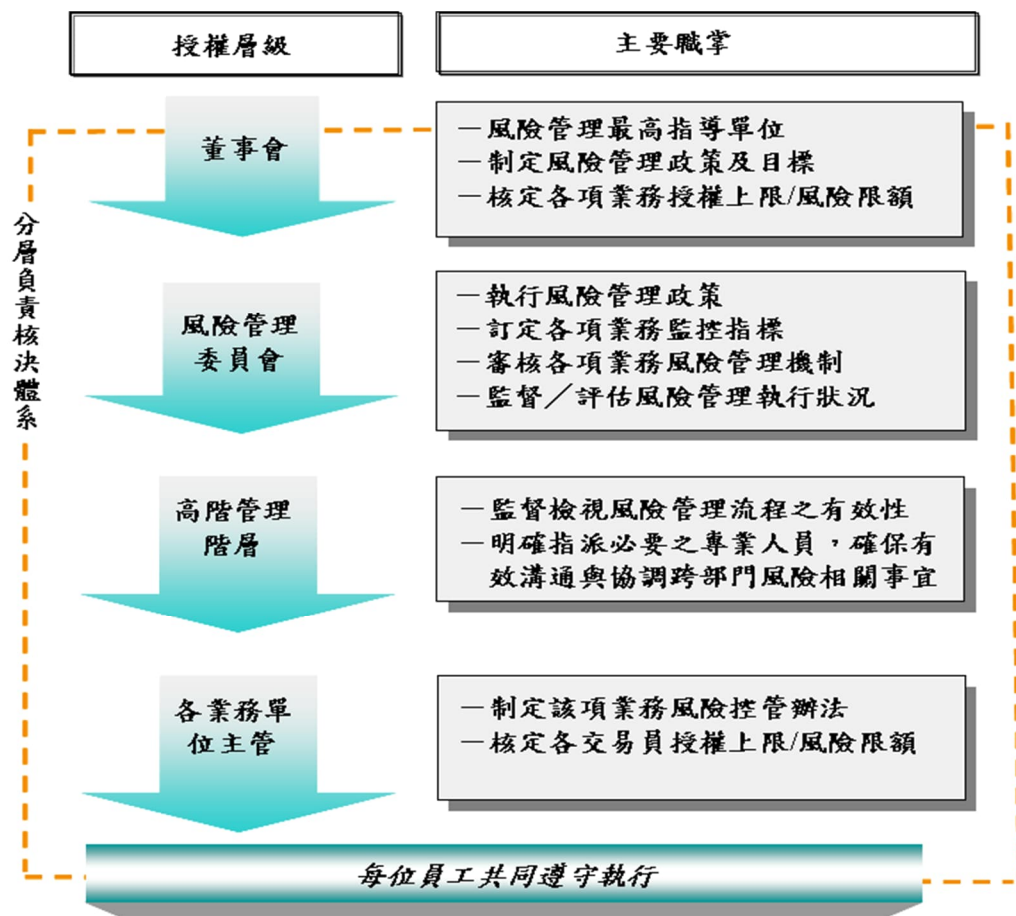 授權層級
主要職掌
分層負責核決體系
董事會
－風險管理最高指導單位
－制定風險管理政策及目標
－核定各項業務授權上限/風險限額
風險管理
委員會
－執行風險管理政策
－訂定各項業務監控指標
－審核各項業務風險管理機制
－監督／評估風險管理執行狀況
高階管理
階層
－監督檢視風險管理流程之有效性
－明確指派必要之專業人員，確保有
效溝通與協調跨部門風險相關事宜
各業務單
位主管
－制定該項業務風險控管辦法
－核定各交易員授權上限/風險限額
每位員工共同遵守執行